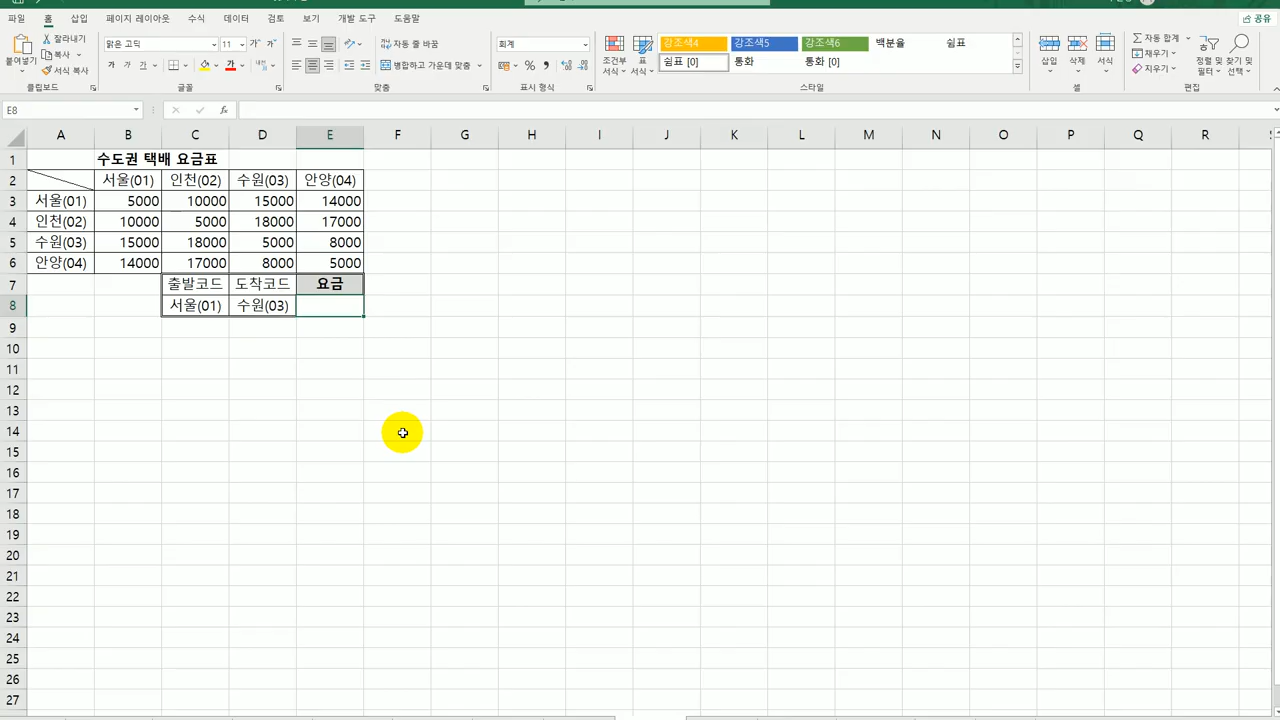 파일 홈 삽입 페이지 레이아웃 수식 데이터 검토 보기 개발 도구 도움말 공유
붙여넣기 잘라내기 맑은 고딕 11 자동 줄 바꿈 회계 조건부 서식 표 서식 강조색4 강조색5 강조색6 백분율 쉼표 삽입 삭제 서식 자동 합계 정렬 및 필터 찾기 및 선택
복사 채우기
서식 복사 가 가 가 가 내천 병합하고 가운데 맞춤 % 쉼표 [0] 통화 통화 [0] 지우기
클립보드 글꼴 맞춤 표시 형식 스타일 셀 편집
E8 fx
A B C D E F G H I J K L M N O P Q R
1 수도권 택배 요금표
2 서울(01) 인천(02) 수원(03) 안양(04)
3 서울(01) 5000 10000 15000 14000
4 인천(02) 10000 5000 18000 17000
5 수원(03) 15000 18000 5000 8000
6 안양(04) 14000 17000 8000 5000
7 출발코드 도착코드 요금
8 서울(01) 수원(03)
9
10
11
12
13
14
15
16
17
18
19
20
21
22
23
24
25
26
27